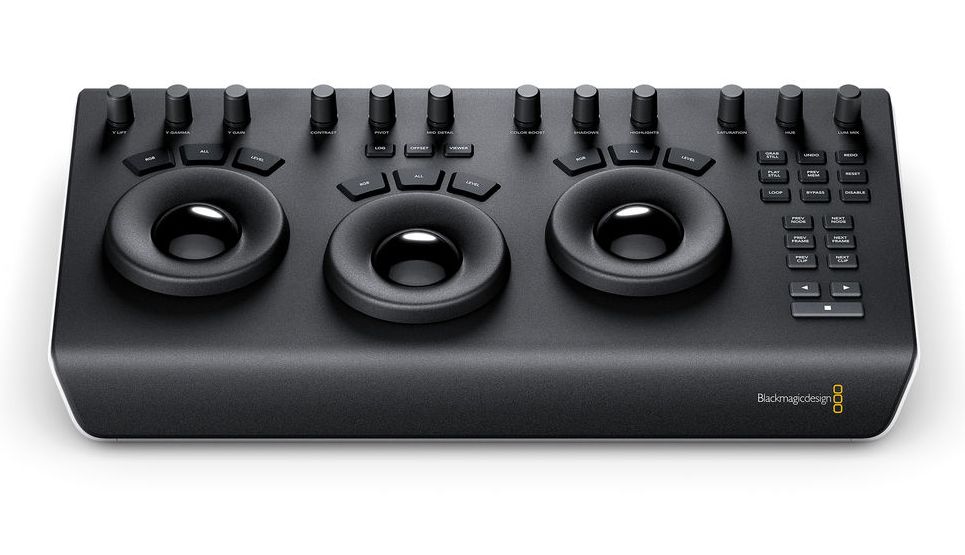 Y LIFT
Y GAMMA
Y GAIN
CONTRAST
PIVOT
MID DETAIL
COLOR BOOST
SHADOWS
HIGHLIGHTS
SATURATION
HUE
LUM MIX
RGB
ALL
LEVEL
LOG
OFFSET
VIEWER
RGB
ALL
LEVEL
RGB
ALL
LEVEL
GRAB
STILL
UNDO
REDO
PLAY
STILL
PREV
MEM
RESET
LOOP
BYPASS
DISABLE
PREV
NODE
NEXT
NODE
PREV
FRAME
NEXT
FRAME
PREV
CLIP
NEXT
CLIP
Blackmagicdesign